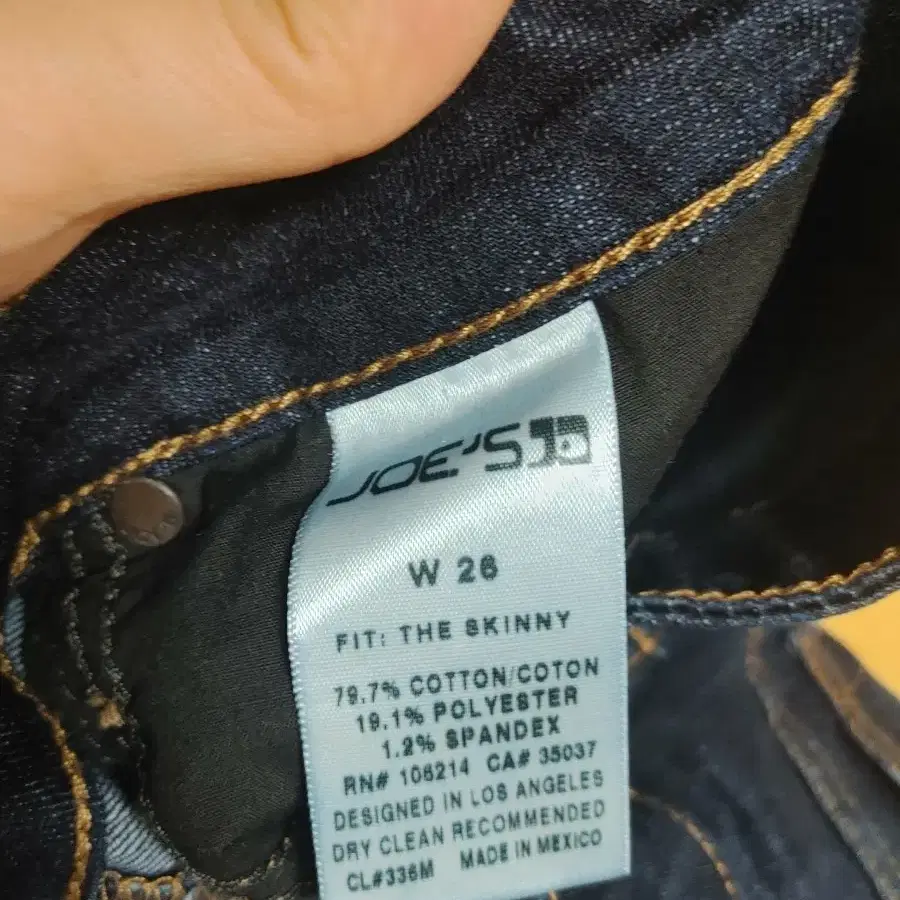 JOE'S
W 26
FIT: THE SKINNY
79.7% COTTON/COTON
19.1% POLYESTER
1.2% SPANDEX
RN# 106214 CA# 35037
DESIGNED IN LOS ANGELES
DRY CLEAN RECOMMENDED
CL#336M MADE IN MEXICO